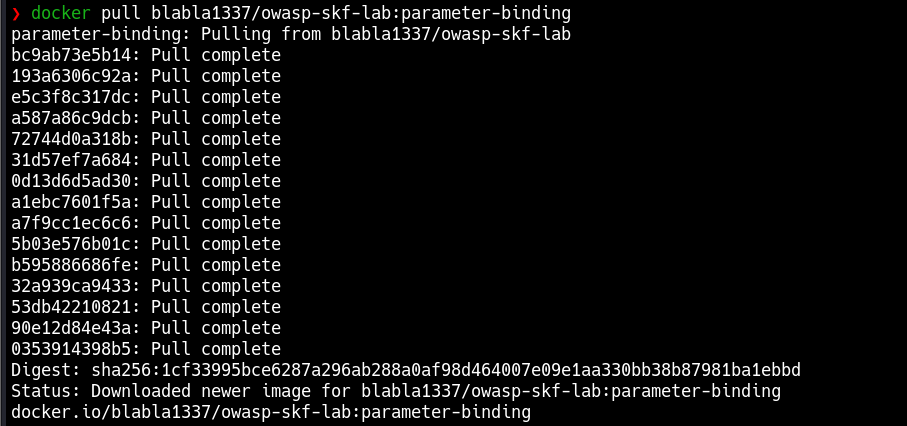 ❯ docker pull blabla1337/owasp-skf-lab:parameter-binding
parameter-binding: Pulling from blabla1337/owasp-skf-lab
bc9ab73e5b14: Pull complete
193a6306c92a: Pull complete
e5c3f8c317dc: Pull complete
a587a86c9dcb: Pull complete
72744d0a318b: Pull complete
31d57ef7a684: Pull complete
0d13d6d5ad30: Pull complete
a1ebc7601f5a: Pull complete
a7f9cc1ec6c6: Pull complete
5b03e576b01c: Pull complete
b595886686fe: Pull complete
32a939ca9433: Pull complete
53db42210821: Pull complete
90e12d84e43a: Pull complete
0353914398b5: Pull complete
Digest: sha256:1cf33995bce6287a296ab288a0af98d464007e09e1aa330bb38b87981ba1ebbd
Status: Downloaded newer image for blabla1337/owasp-skf-lab:parameter-binding
docker.io/blabla1337/owasp-skf-lab:parameter-binding